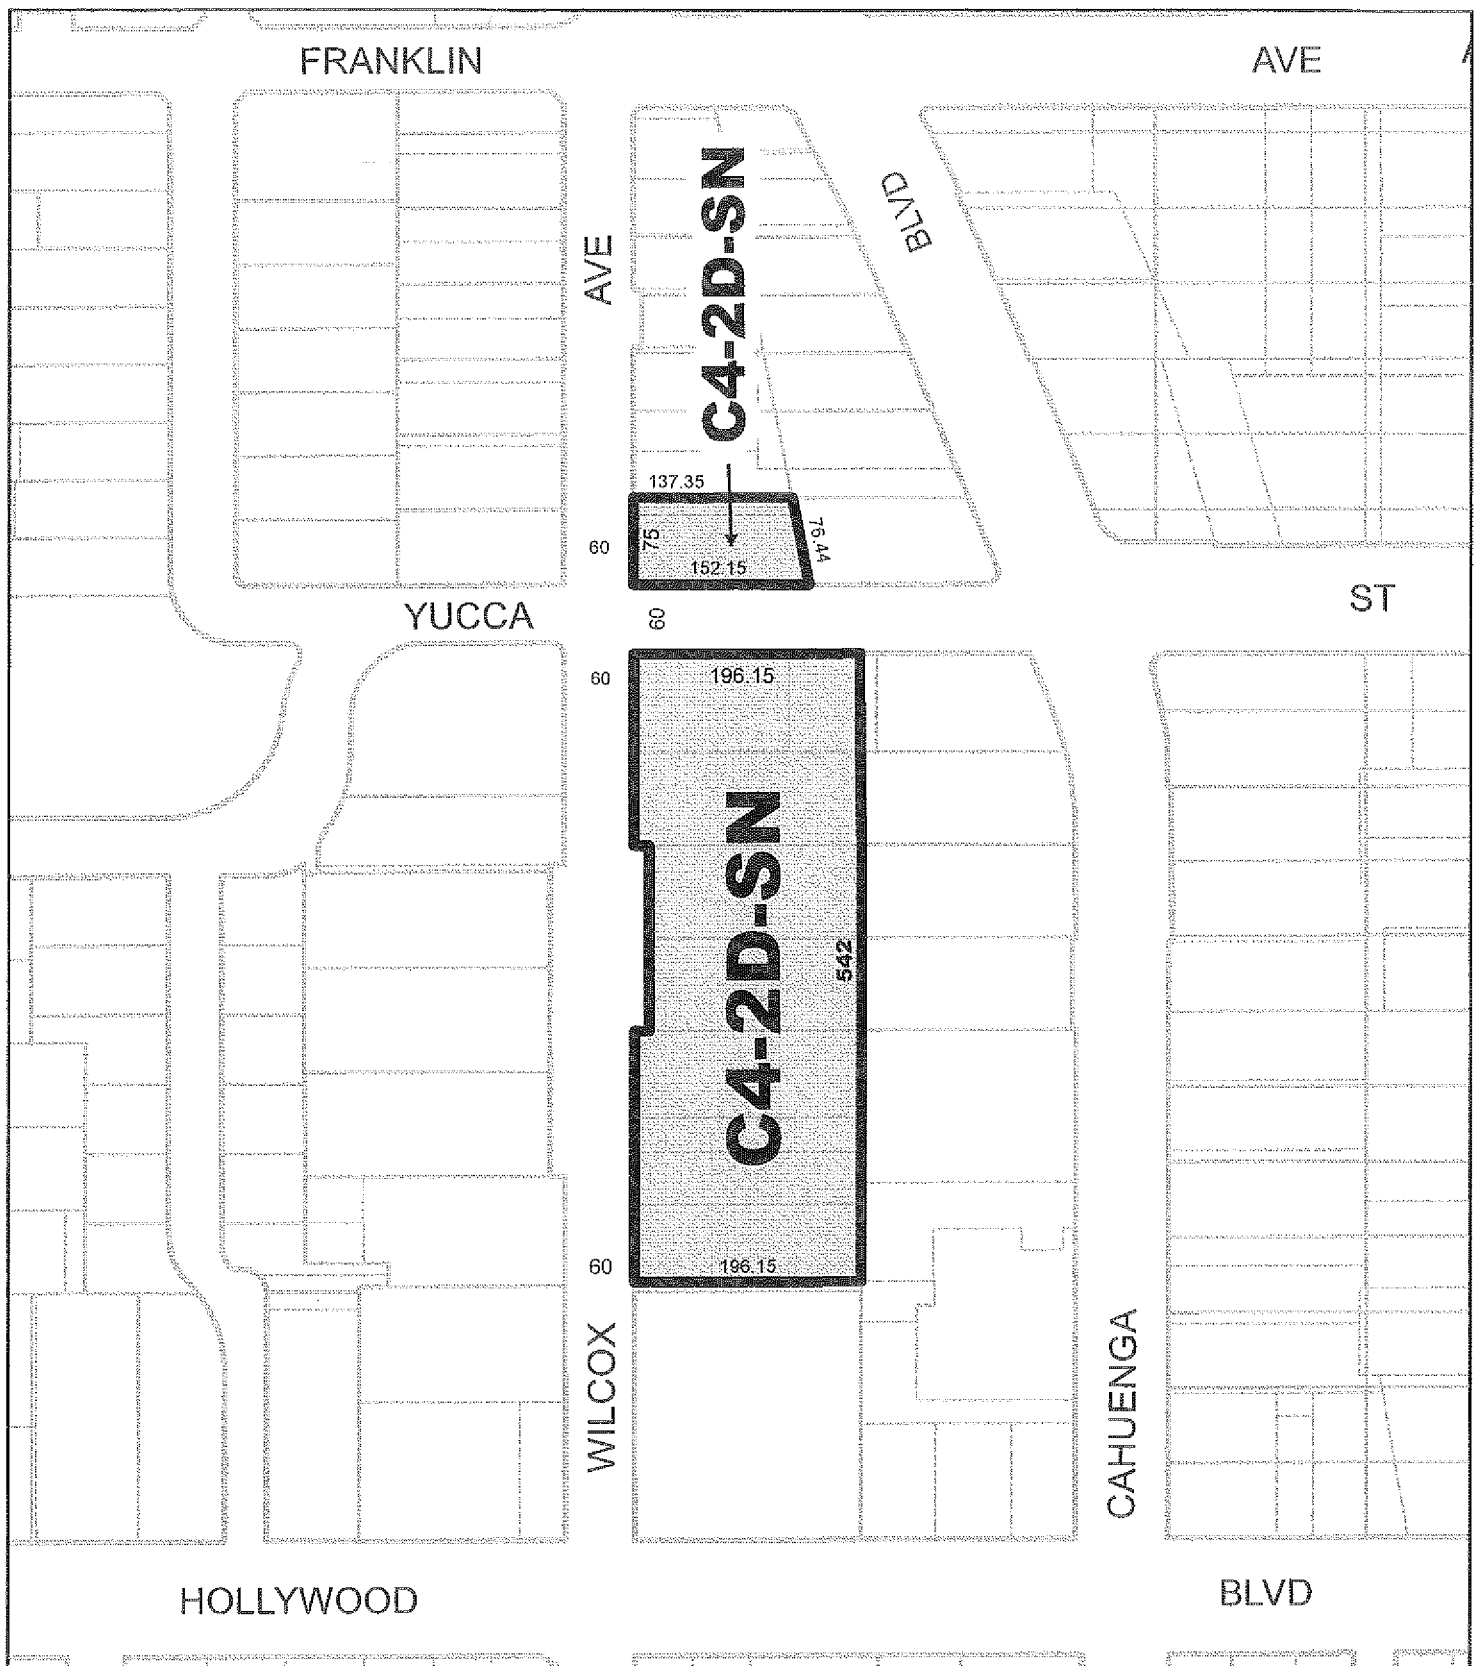 FRANKLIN AVE
BLVD
AVE
C4-2D-SN
137.35
75
76.44
60
152.15
YUCCA
60
ST
60
196.15
C4-2D-SN
542
60
196.15
WILCOX
CAHUENGA
HOLLYWOOD BLVD